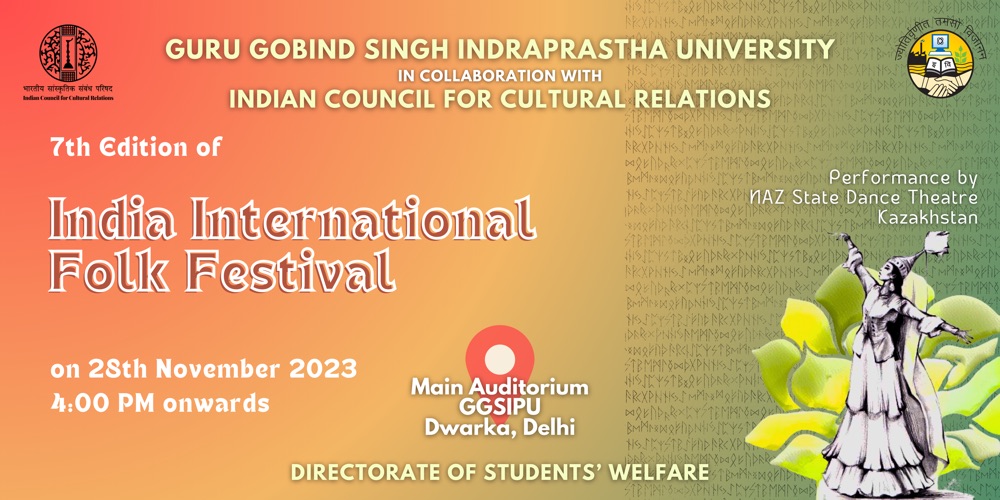 GURU GOBIND SINGH INDRAPRASTHA UNIVERSITY
IN COLLABORATION WITH
INDIAN COUNCIL FOR CULTURAL RELATIONS
भारतीय सांस्कृतिक संबंध परिषद
Indian Council for Cultural Relations
ज्योतिर्वृणीत तमसो विजानन
इ वि
7th Edition of
India International
Folk Festival
Performance by
NAZ State Dance Theatre
Kazakhstan
on 28th November 2023
4:00 PM onwards
Main Auditorium
GGSIPU
Dwarka, Delhi
DIRECTORATE OF STUDENTS' WELFARE